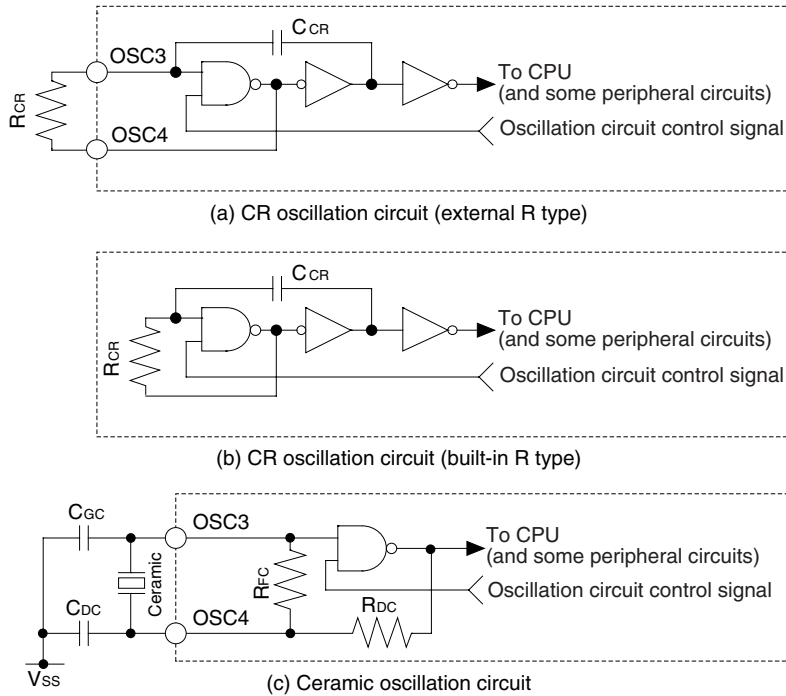 CCR
OSC3
RCR
To CPU
(and some peripheral circuits)
Oscillation circuit control signal
OSC4
(a) CR oscillation circuit (external R type)
CCR
RCR
To CPU
(and some peripheral circuits)
Oscillation circuit control signal
(b) CR oscillation circuit (built-in R type)
CGC
OSC3
To CPU
(and some peripheral circuits)
Ceramic
RFC
Oscillation circuit control signal
CDC
OSC4
RDC
VSS
(c) Ceramic oscillation circuit